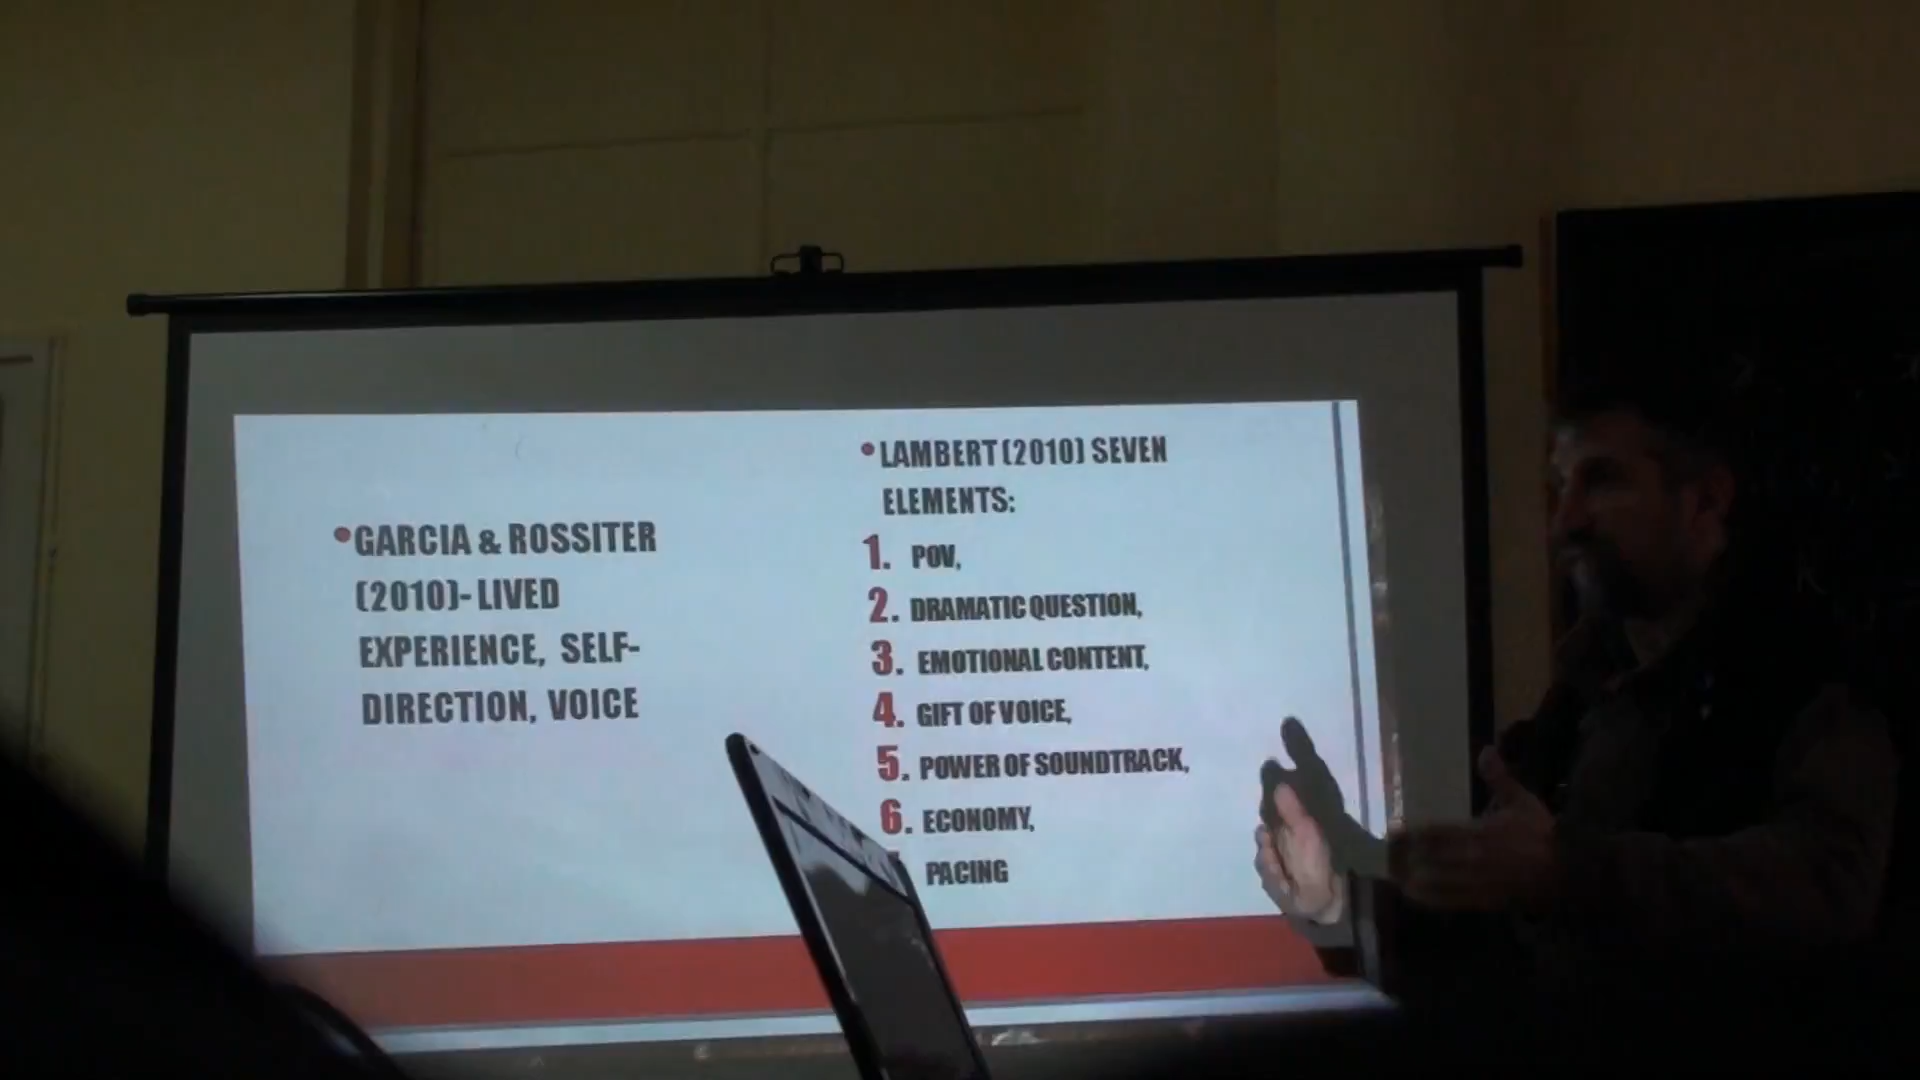 •GARCIA & ROSSITER
(2010)- LIVED
EXPERIENCE, SELF-
DIRECTION, VOICE
•LAMBERT (2010) SEVEN
ELEMENTS:
1. POV,
2. DRAMATIC QUESTION,
3. EMOTIONAL CONTENT,
4. GIFT OF VOICE,
5. POWER OF SOUNDTRACK,
6. ECONOMY,
PACING